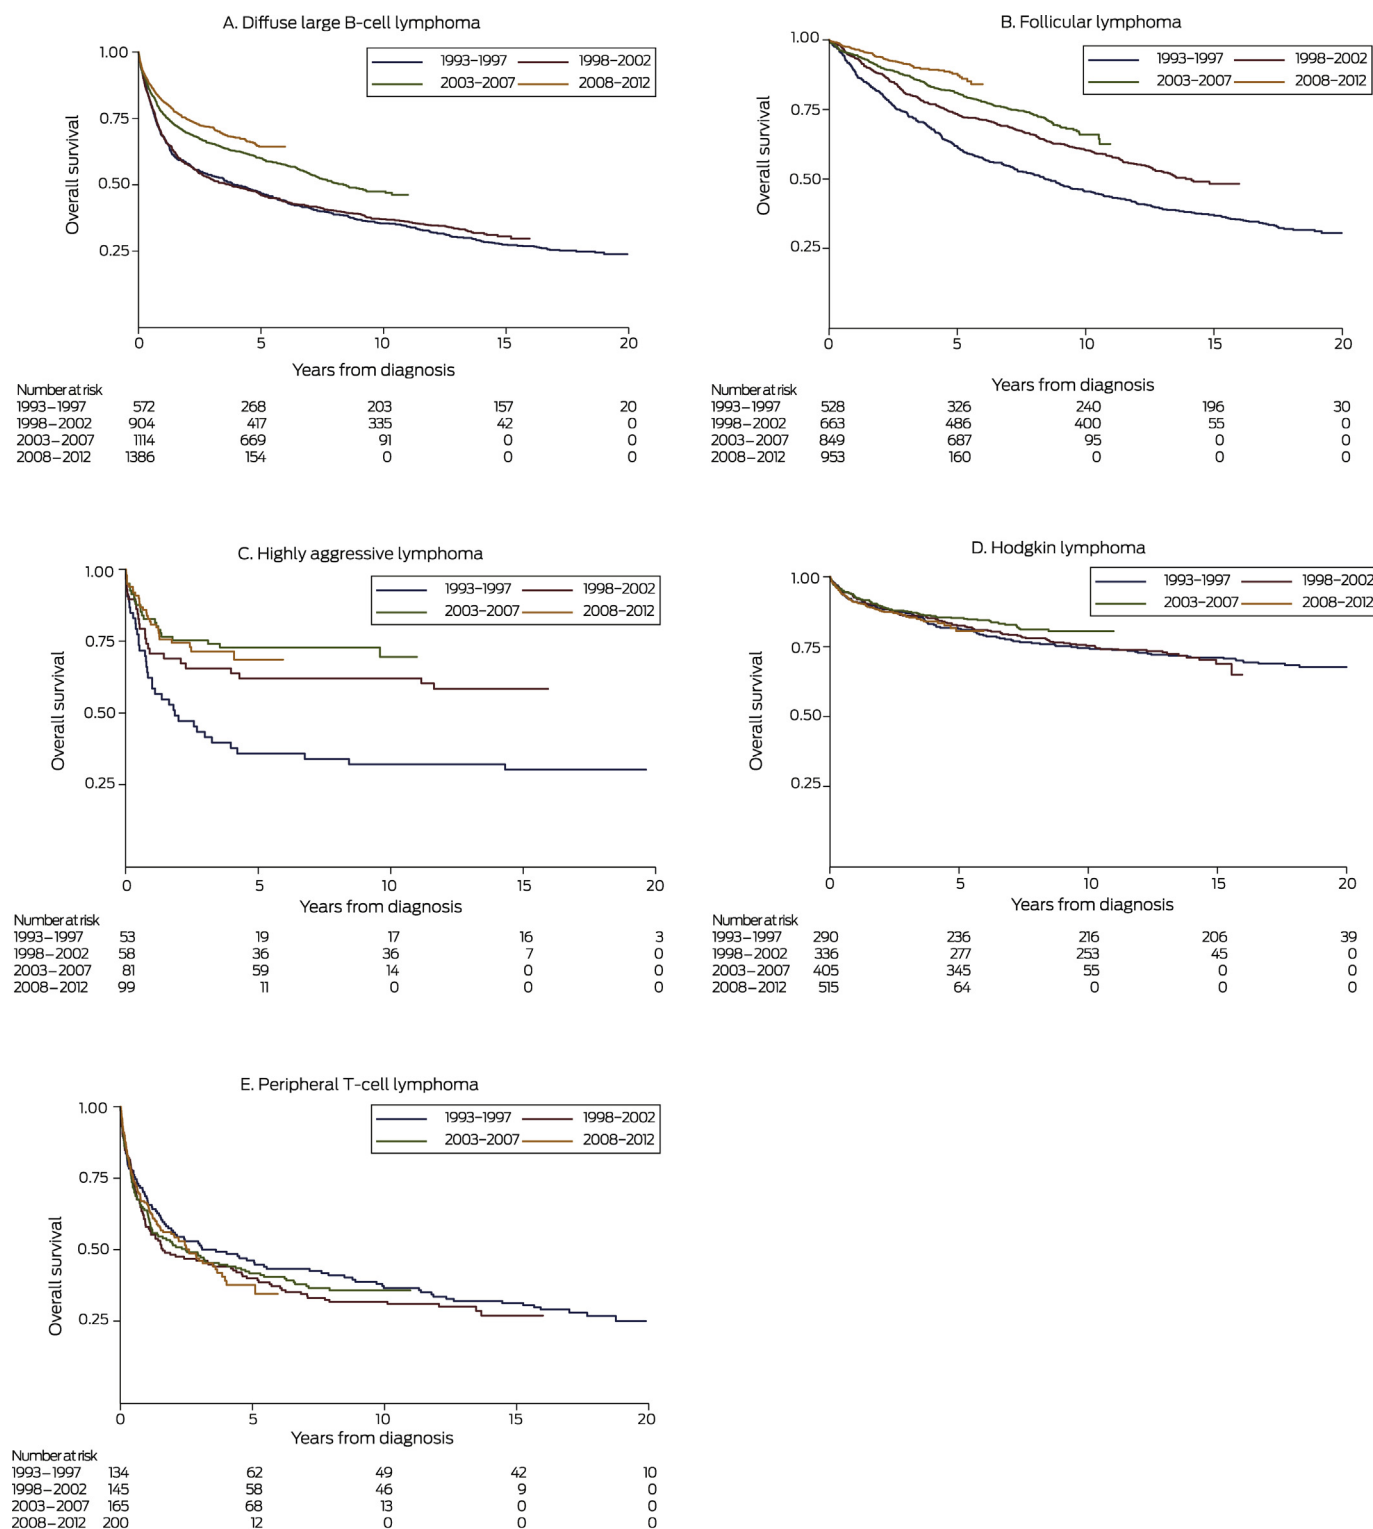 A. Diffuse large B-cell lymphoma
1.00
0.75
0.50
0.25
Overall survival
1993–1997 1998–2002
2003–2007 2008–2012
0 5 10 15 20
Years from diagnosis
Number at risk
1993–1997 572 268 203 157 20
1998–2002 904 417 335 42 0
2003–2007 1114 669 91 0 0
2008–2012 1386 154 0 0 0
B. Follicular lymphoma
1.00
0.75
0.50
0.25
Overall survival
1993–1997 1998–2002
2003–2007 2008–2012
0 5 10 15 20
Years from diagnosis
Number at risk
1993–1997 528 326 240 196 30
1998–2002 663 486 400 55 0
2003–2007 849 687 95 0 0
2008–2012 953 160 0 0 0
C. Highly aggressive lymphoma
1.00
0.75
0.50
0.25
Overall survival
1993–1997 1998–2002
2003–2007 2008–2012
0 5 10 15 20
Years from diagnosis
Number at risk
1993–1997 53 19 17 16 3
1998–2002 58 36 36 7 0
2003–2007 81 59 14 0 0
2008–2012 99 11 0 0 0
D. Hodgkin lymphoma
1.00
0.75
0.50
0.25
Overall survival
1993–1997 1998–2002
2003–2007 2008–2012
0 5 10 15 20
Years from diagnosis
Number at risk
1993–1997 290 236 216 206 39
1998–2002 336 277 253 45 0
2003–2007 405 345 55 0 0
2008–2012 515 64 0 0 0
E. Peripheral T-cell lymphoma
1.00
0.75
0.50
0.25
Overall survival
1993–1997 1998–2002
2003–2007 2008–2012
0 5 10 15 20
Years from diagnosis
Number at risk
1993–1997 134 62 49 42 10
1998–2002 145 58 46 9 0
2003–2007 165 68 13 0 0
2008–2012 200 12 0 0 0